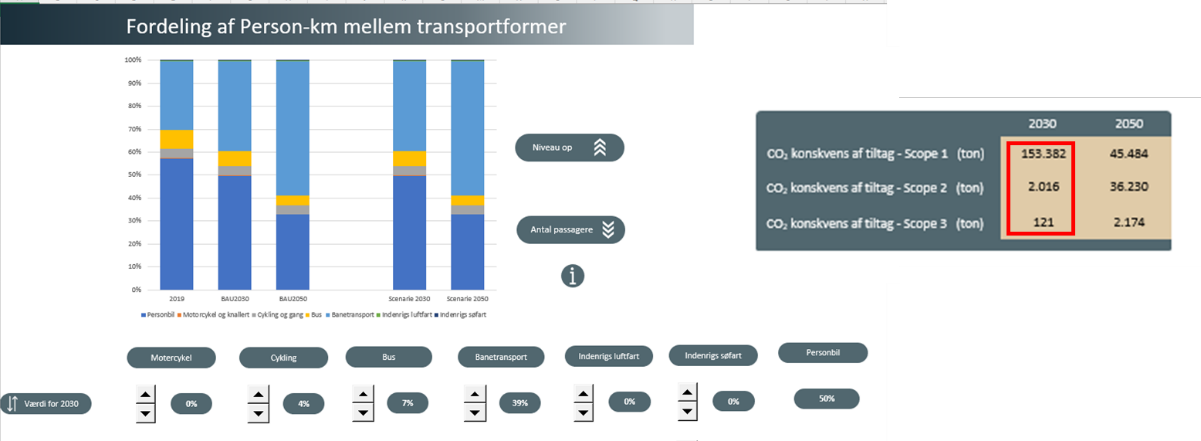 Fordeling af Person-km mellem transportformer
100%
90%
80%
70%
60%
50%
40%
30%
20%
10%
0%
2019 BAU2030 BAU2050 Scenarie 2030 Scenarie 2050
Personbil Motorcykel og knallert Cykling og gang Bus Banetransport Indenrigs luftfart Indenrigs søfart
Niveau op
Antal passagere
i
2030 2050
CO₂ konskvens af tiltag - Scope 1 (ton) 153.382 45.484
CO₂ konskvens af tiltag - Scope 2 (ton) 2.016 36.230
CO₂ konskvens af tiltag - Scope 3 (ton) 121 2.174
Motercykel Cykling Bus Banetransport Indenrigs luftfart Indenrigs søfart Personbil
Værdi for 2030 0% 4% 7% 39% 0% 0% 50%